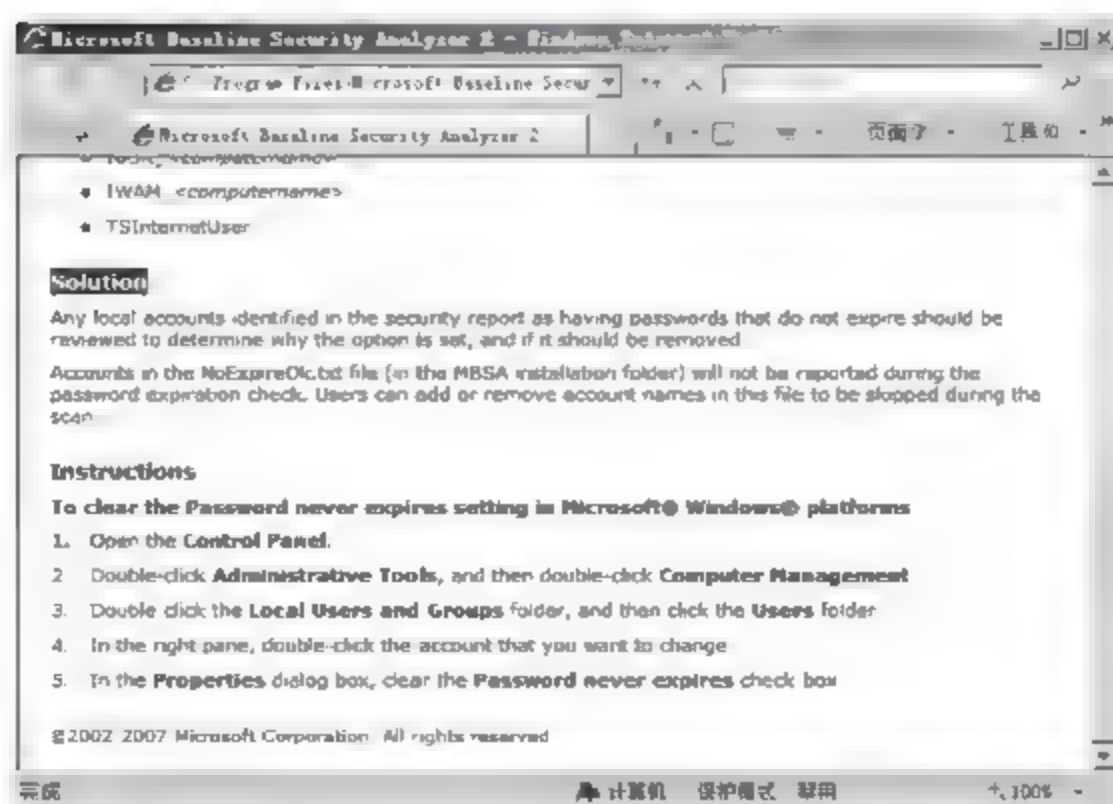 Microsoft Baseline Security Analyzer 2 - Windows
Program Files\Microsoft Baseline Secur
Microsoft Baseline Security Analyzer 2
页面 工具
IWAM_<computername>
TSInternetUser
Solution
Any local accounts identified in the security report as having passwords that do not expire should be
reviewed to determine why the option is set, and if it should be removed
Accounts in the NoExpireOk.txt file (in the MBSA installation folder) will not be reported during the
password expiration check. Users can add or remove account names in this file to be skipped during the
scan
Instructions
To clear the Password never expires setting in Microsoft® Windows® platforms
1. Open the Control Panel.
2 Double-click Administrative Tools, and then double-click Computer Management
3. Double click the Local Users and Groups folder, and then click the Users folder
4. In the right pane, double-click the account that you want to change
5. In the Properties dialog box, clear the Password never expires check box
©2002 2007 Microsoft Corporation All rights reserved
完成 计算机 保护模式 禁用 100%